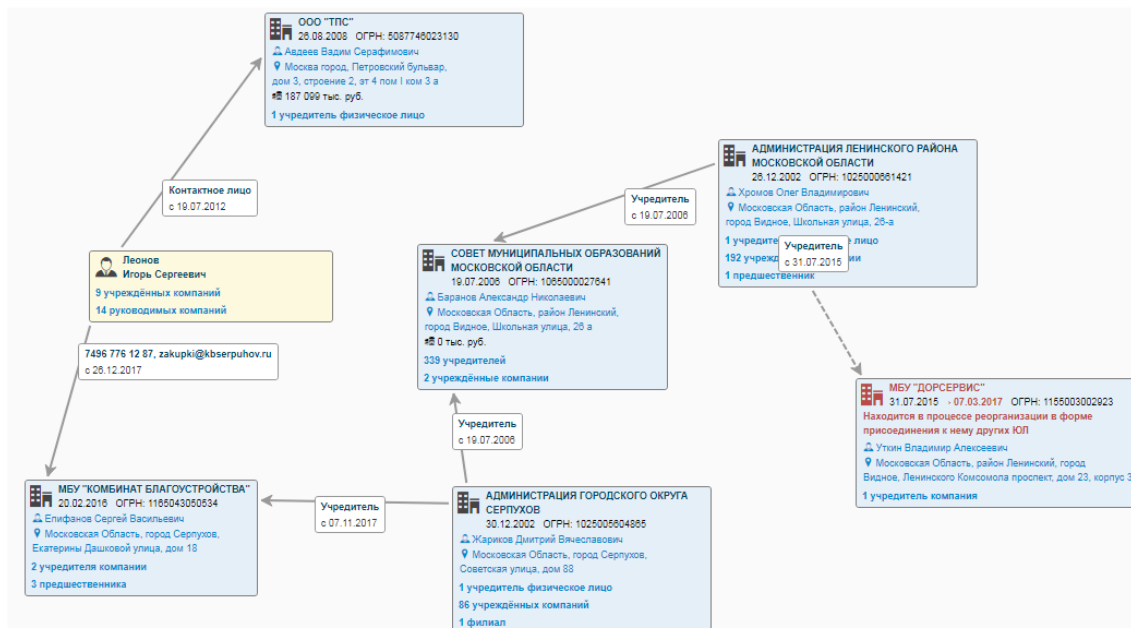 ООО "ТПС"
26.08.2008 ОГРН: 5087746023130
Авдеев Вадим Серафимович
Москва город, Петровский бульвар,
дом 3, строение 2, эт 4 пом I ком 3 а
187 099 тыс. руб.
1 учредитель физическое лицо
Контактное лицо
с 19.07.2012
Леонов
Игорь Сергеевич
9 учреждённых компаний
14 руководимых компаний
7496 776 12 87, zakupki@kbserpuhov.ru
с 26.12.2017
МБУ "КОМБИНАТ БЛАГОУСТРОЙСТВА"
20.02.2016 ОГРН: 1165043050534
Епифанов Сергей Васильевич
Московская Область, город Серпухов,
Екатерины Дашковой улица, дом 18
2 учредителя компании
3 предшественника
Учредитель
с 07.11.2017
АДМИНИСТРАЦИЯ ГОРОДСКОГО ОКРУГА
СЕРПУХОВ
30.12.2002 ОГРН: 1025005604865
Жариков Дмитрий Вячеславович
Московская Область, город Серпухов,
Советская улица, дом 88
1 учредитель физическое лицо
86 учреждённых компаний
1 филиал
Учредитель
с 19.07.2006
СОВЕТ МУНИЦИПАЛЬНЫХ ОБРАЗОВАНИЙ
МОСКОВСКОЙ ОБЛАСТИ
19.07.2006 ОГРН: 1065000027641
Баранов Александр Николаевич
Московская Область, район Ленинский,
город Видное, Школьная улица, 26 а
0 тыс. руб.
339 учредителей
2 учреждённые компании
Учредитель
с 19.07.2006
АДМИНИСТРАЦИЯ ЛЕНИНСКОГО РАЙОНА
МОСКОВСКОЙ ОБЛАСТИ
26.12.2002 ОГРН: 1025000661421
Хромов Олег Владимирович
Московская Область, район Ленинский,
город Видное, Школьная улица, 26-а
1 лицо
192
1 предшественник
Учредитель
с 31.07.2015
МБУ "ДОРСЕРВИС"
31.07.2015 - 07.03.2017 ОГРН: 1155003002923
Находится в процессе реорганизации в форме
присоединения к нему других ЮЛ
Уткин Владимир Алексеевич
Московская Область, район Ленинский, город
Видное, Ленинского Комсомола проспект, дом 23, корпус 3
1 учредитель компания